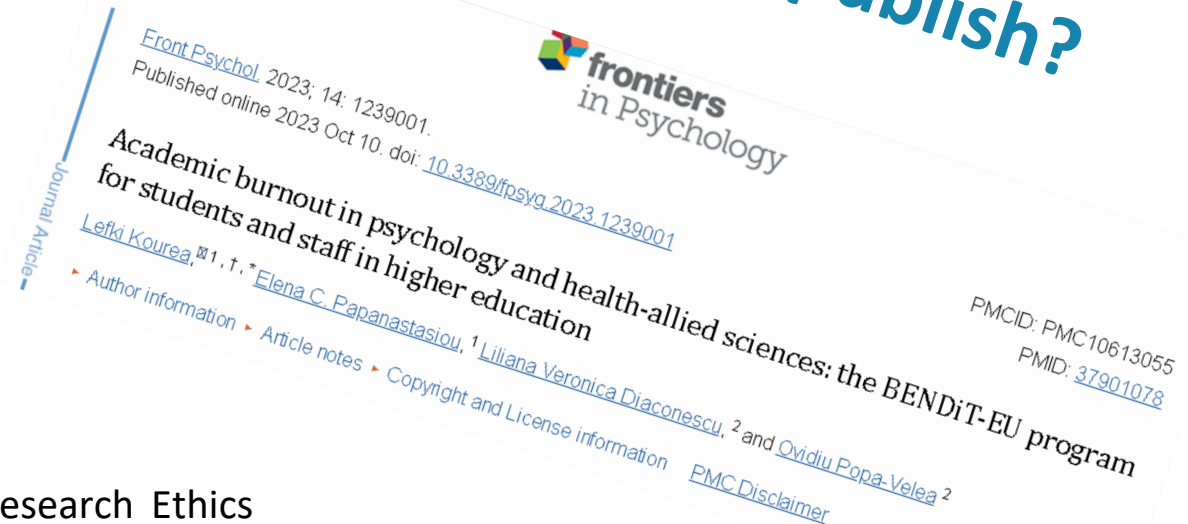 ublish?
frontiers
in Psychology
Front Psychol. 2023; 14: 1239001.
Published online 2023 Oct 10. doi: 10.3389/fpsyg.2023.1239001
Academic burnout in psychology and health-allied sciences: the BENDiT-EU program
for students and staff in higher education
Lefki Kourea, 1, †, * Elena C. Papanastasiou, 1 Liliana Veronica Diaconescu, 2 and Ovidiu Popa-Velea 2
▸ Author information ▸ Article notes ▸ Copyright and License information PMC Disclaimer
PMCID: PMC10613055
PMID: 37901078
Journal Article
esearch Ethics